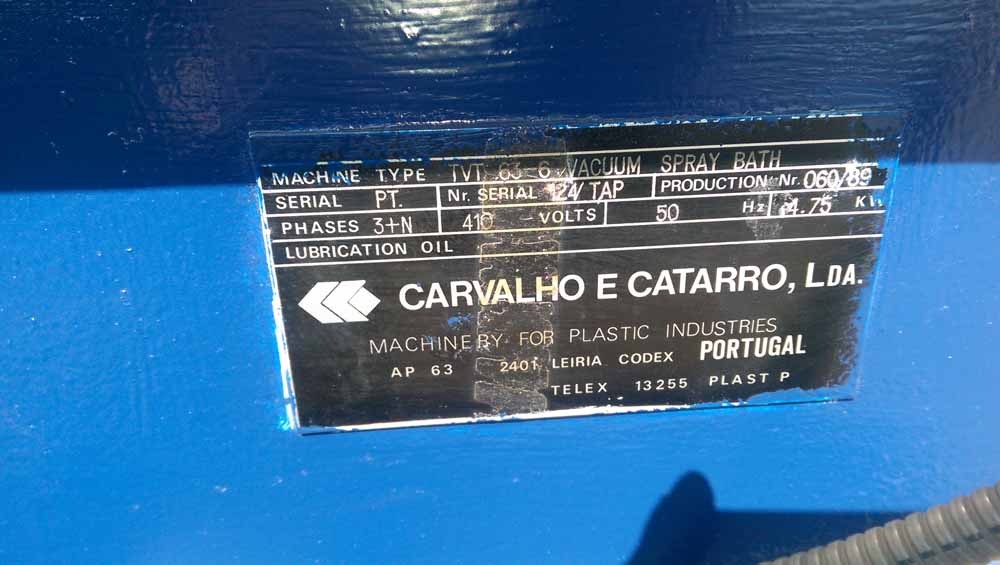 MACHINE TYPE TVT 63-6 VACUUM SPRAY BATH
SERIAL PT. Nr. SERIAL 124/TAP PRODUCTION Nr. 060/89
PHASES 3+N 410 - VOLTS 50 Hz 4.75 KW
LUBRICATION OIL
CARVALHO E CATARRO, LDA.
MACHINERY FOR PLASTIC INDUSTRIES
AP 63 2401 LEIRIA CODEX PORTUGAL
TELEX 13255 PLAST P